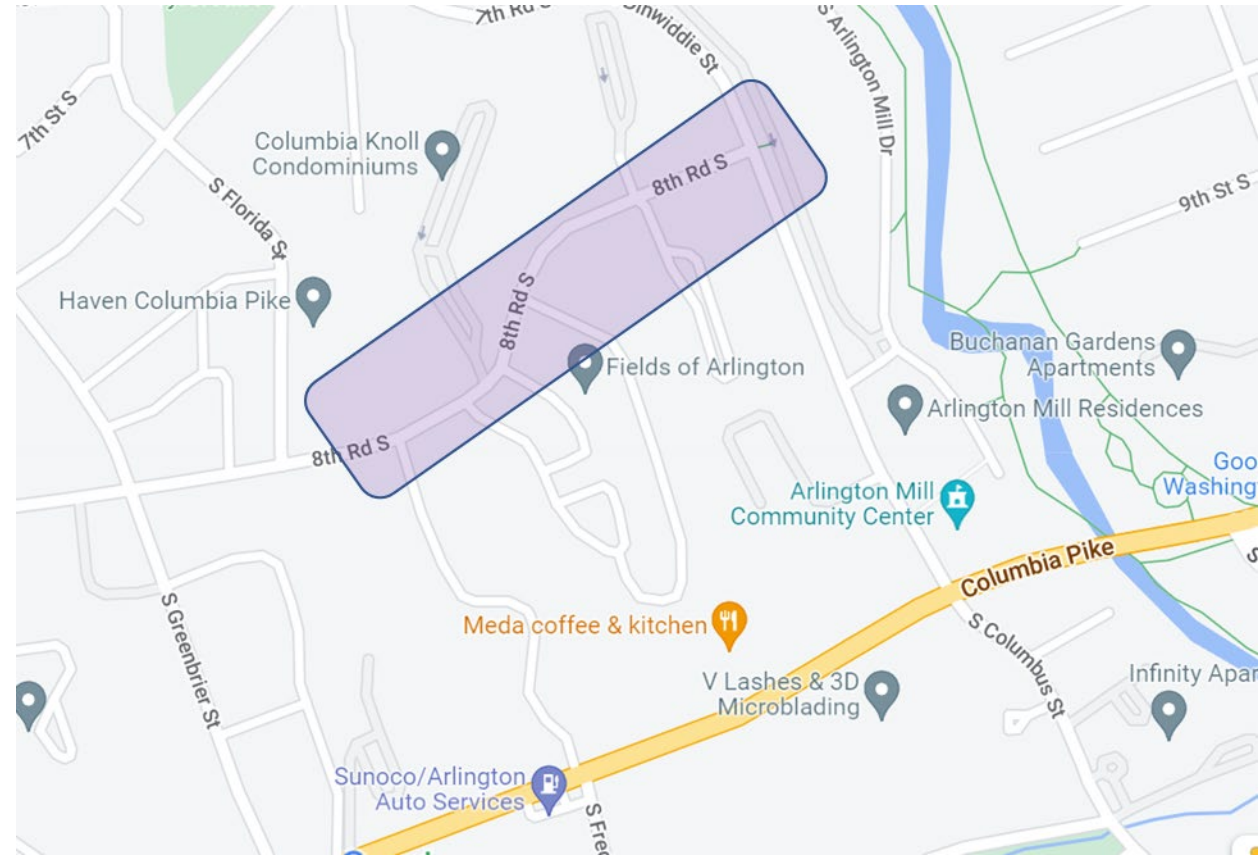 7th Rd S
Dinwiddie St
S Arlington Mill Dr
7th St S
Columbia Knoll
Condominiums
8th Rd S
9th St S
S Florida St
Haven Columbia Pike
8th Rd S
Buchanan Gardens
Apartments
Fields of Arlington
Arlington Mill Residences
8th Rd S
Goo
Washing
Arlington Mill
Community Center
Columbia Pike
S Greenbrier St
Meda coffee & kitchen
S Columbus St
V Lashes & 3D
Microblading
Infinity Apar
Sunoco/Arlington
Auto Services
S Fre